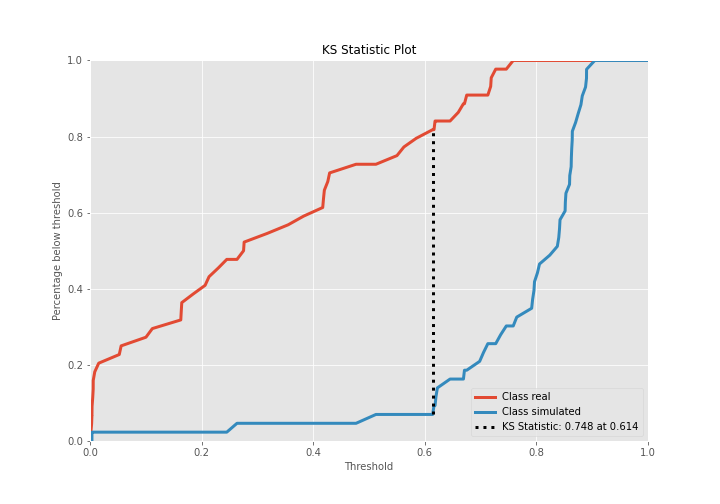 KS Statistic Plot
1.0
0.8
0.6
0.4
0.2
0.0
Percentage below threshold
0.0 0.2 0.4 0.6 0.8 1.0
Threshold
Class real
Class simulated
KS Statistic: 0.748 at 0.614